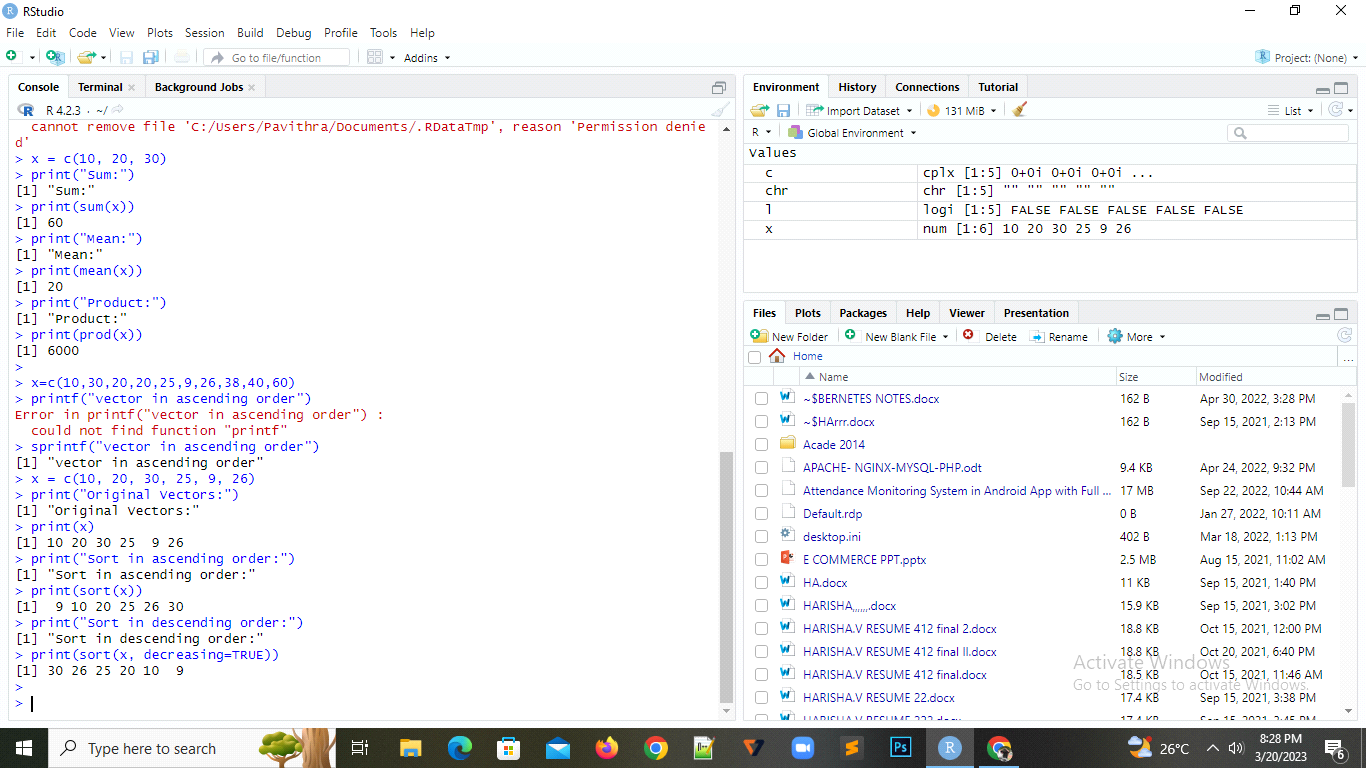 RStudio
File Edit Code View Plots Session Build Debug Profile Tools Help
Go to file/function Addins Project: (None)
Console Terminal Background Jobs
R 4.2.3 . ~/
cannot remove file 'C:/Users/Pavithra/Documents/.RDataTmp', reason 'Permission denie
d'
> x = c(10, 20, 30)
> print("Sum:")
[1] "Sum:"
> print(sum(x))
[1] 60
> print("Mean:")
[1] "Mean:"
> print(mean(x))
[1] 20
> print("Product:")
[1] "Product:"
> print(prod(x))
[1] 6000
>
> x=c(10,30,20,20,25,9,26,38,40,60)
> printf("vector in ascending order")
Error in printf("vector in ascending order") :
could not find function "printf"
> sprintf("vector in ascending order")
[1] "vector in ascending order"
> x = c(10, 20, 30, 25, 9, 26)
> print("Original Vectors:")
[1] "Original Vectors:"
> print(x)
[1] 10 20 30 25  9 26
> print("Sort in ascending order:")
[1] "Sort in ascending order:"
> print(sort(x))
[1]  9 10 20 25 26 30
> print("Sort in descending order:")
[1] "Sort in descending order:"
> print(sort(x, decreasing=TRUE))
[1] 30 26 25 20 10  9
>
>
Environment History Connections Tutorial
Import Dataset 131 MiB List
R Global Environment
Values
c cplx [1:5] 0+0i 0+0i 0+0i ...
chr chr [1:5] "" "" "" "" ""
l logi [1:5] FALSE FALSE FALSE FALSE FALSE
x num [1:6] 10 20 30 25 9 26
Files Plots Packages Help Viewer Presentation
New Folder New Blank File Delete Rename More
Home ...
Name Size Modified
~$BERNETES NOTES.docx 162 B Apr 30, 2022, 3:28 PM
~$HArrr.docx 162 B Sep 15, 2021, 2:13 PM
Acade 2014
APACHE- NGINX-MYSQL-PHP.odt 9.4 KB Apr 24, 2022, 9:32 PM
Attendance Monitoring System in Android App with Full ... 17 MB Sep 22, 2022, 10:44 AM
Default.rdp 0 B Jan 27, 2022, 10:11 AM
desktop.ini 402 B Mar 18, 2022, 1:13 PM
E COMMERCE PPT.pptx 2.5 MB Aug 15, 2021, 11:02 AM
HA.docx 11 KB Sep 15, 2021, 1:40 PM
HARISHA,,,,,,.docx 15.9 KB Sep 15, 2021, 3:02 PM
HARISHA.V RESUME 412 final 2.docx 18.8 KB Oct 15, 2021, 12:00 PM
HARISHA.V RESUME 412 final II.docx 18.8 KB Oct 20, 2021, 6:40 PM
HARISHA.V RESUME 412 final.docx 18.5 KB Oct 15, 2021, 11:46 AM
HARISHA.V RESUME 22.docx 17.4 KB Sep 15, 2021, 3:38 PM
Activate Windows
Go to Settings to activate Windows.
Type here to search
26°C
8:28 PM
3/20/2023
6